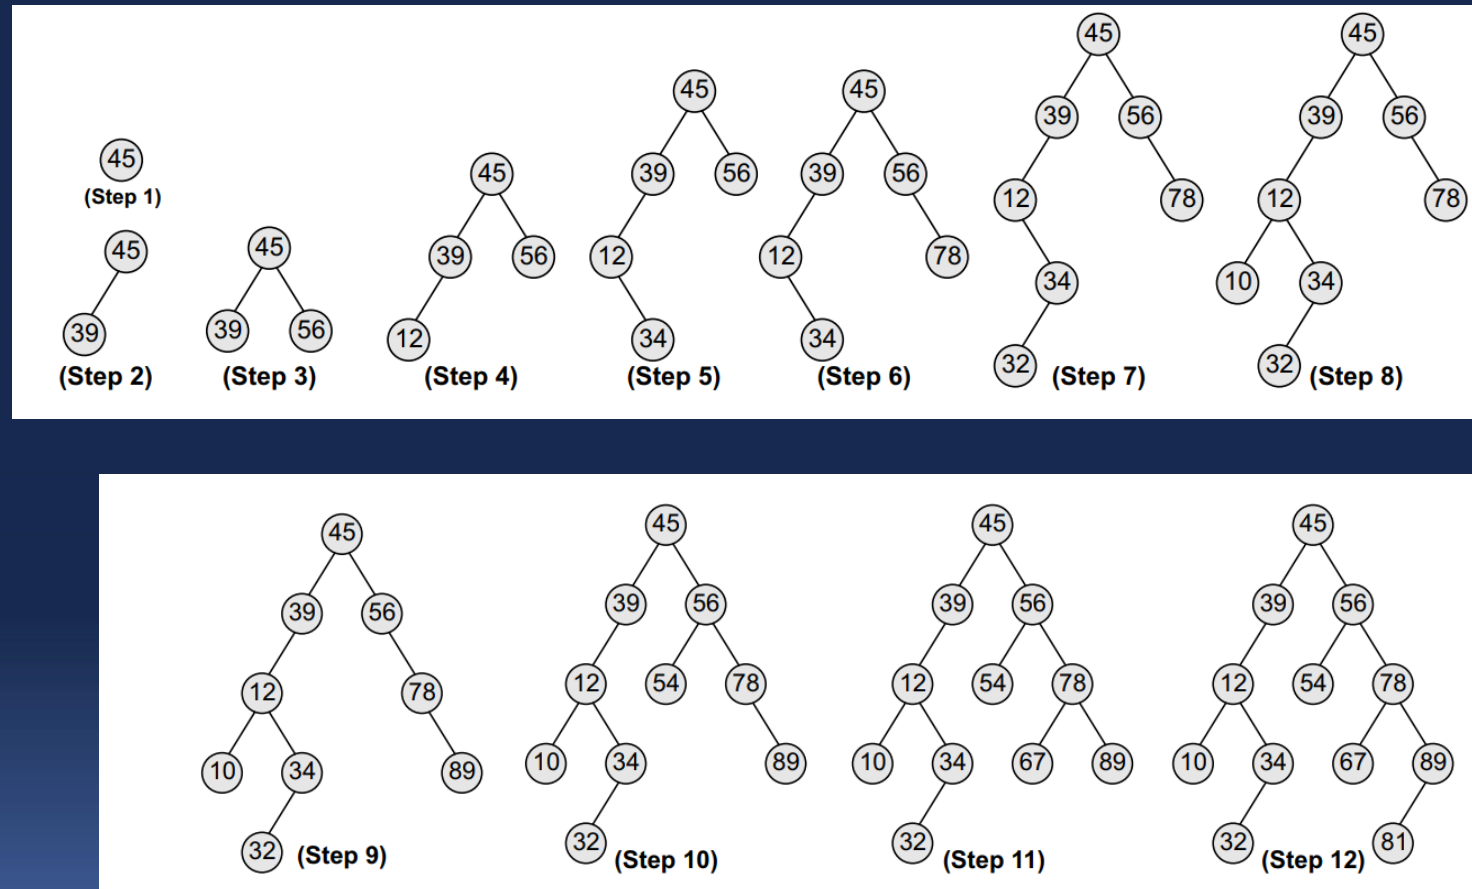 45
(Step 1)
45
39
(Step 2)
45
39 56
(Step 3)
45
39 56
12
(Step 4)
45
39 56
12
34
(Step 5)
45
39 56
12 78
34
(Step 6)
45
39 56
12 78
34
32
(Step 7)
45
39 56
12 78
10 34
32
(Step 8)
45
39 56
12 78
10 34 89
32
(Step 9)
45
39 56
12 54 78
10 34 89
32
(Step 10)
45
39 56
12 54 78
10 34 67 89
32
(Step 11)
45
39 56
12 54 78
10 34 67 89
32 81
(Step 12)